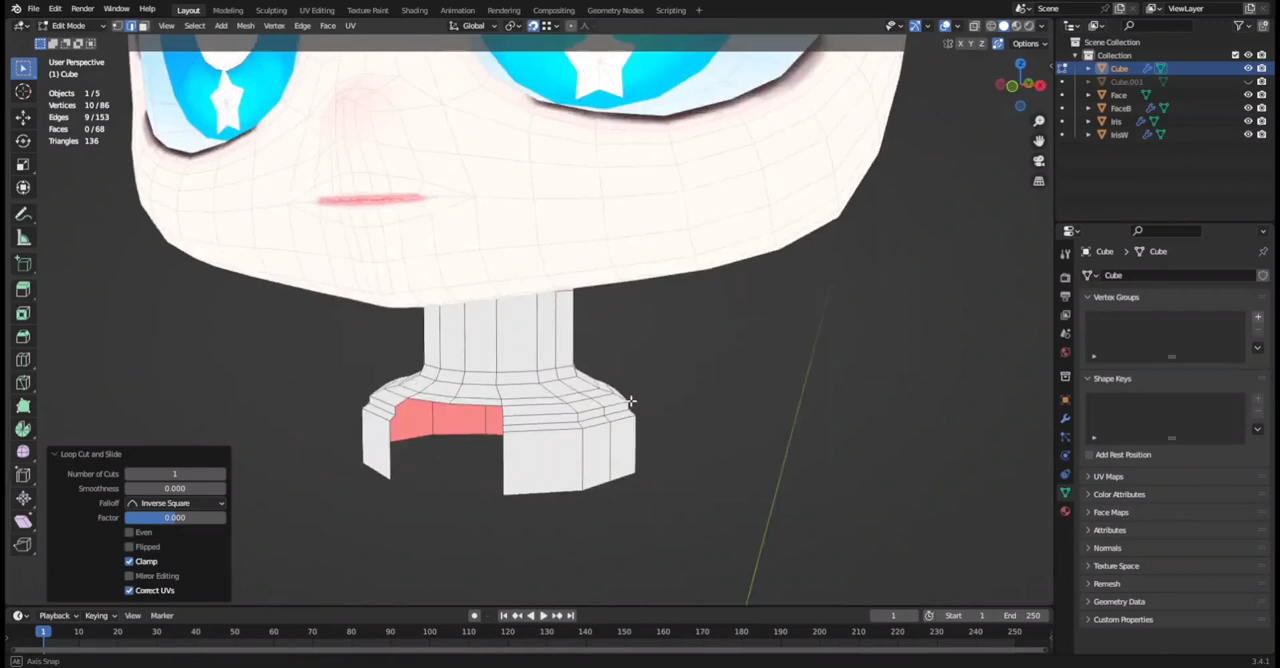 File Edit Render Window Help Layout Modeling Sculpting UV Editing Texture Paint Shading Animation Rendering Compositing Geometry Nodes Scripting + Scene ViewLayer
Edit Mode View Select Add Mesh Vertex Edge Face UV Global
X Y Z Options
User Perspective
(1) Cube
Objects 1/5
Vertices 10/86
Edges 9/153
Faces 0/68
Triangles 136
Z
Scene Collection
Collection
Cube
Cube.001
Face
FaceB
Iris
IrisW
Cube > Cube
Cube
Vertex Groups
Shape Keys
Add Rest Position
UV Maps
Color Attributes
Face Maps
Attributes
Normals
Texture Space
Remesh
Geometry Data
Custom Properties
Loop Cut and Slide
Number of Cuts 1
Smoothness 0.000
Falloff Inverse Square
Factor 0.000
Even
Flipped
Clamp
Mirror Editing
Correct UVs
Playback Keying View Marker 1 Start 1 End 250
1 10 20 30 40 50 60 70 80 90 100 110 120 130 140 150 160 170 180 190 200 210 220 230 240 250
Alt Axis Snap 3.4.1